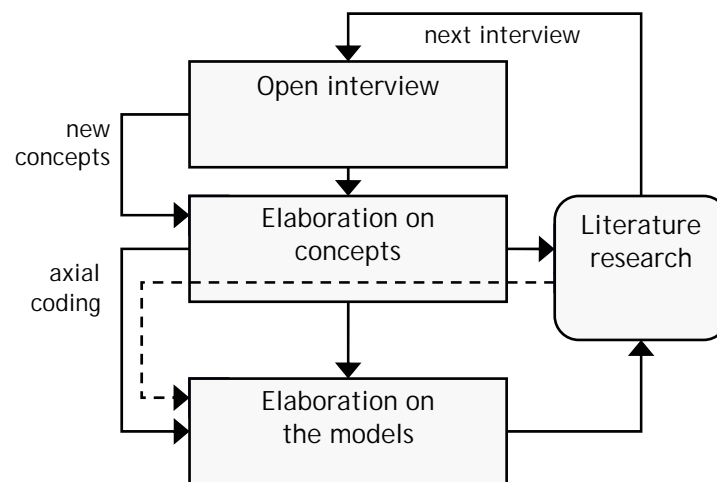 next interview
Open interview
new
concepts
Elaboration on
concepts
Literature
research
axial
coding
Elaboration on
the models